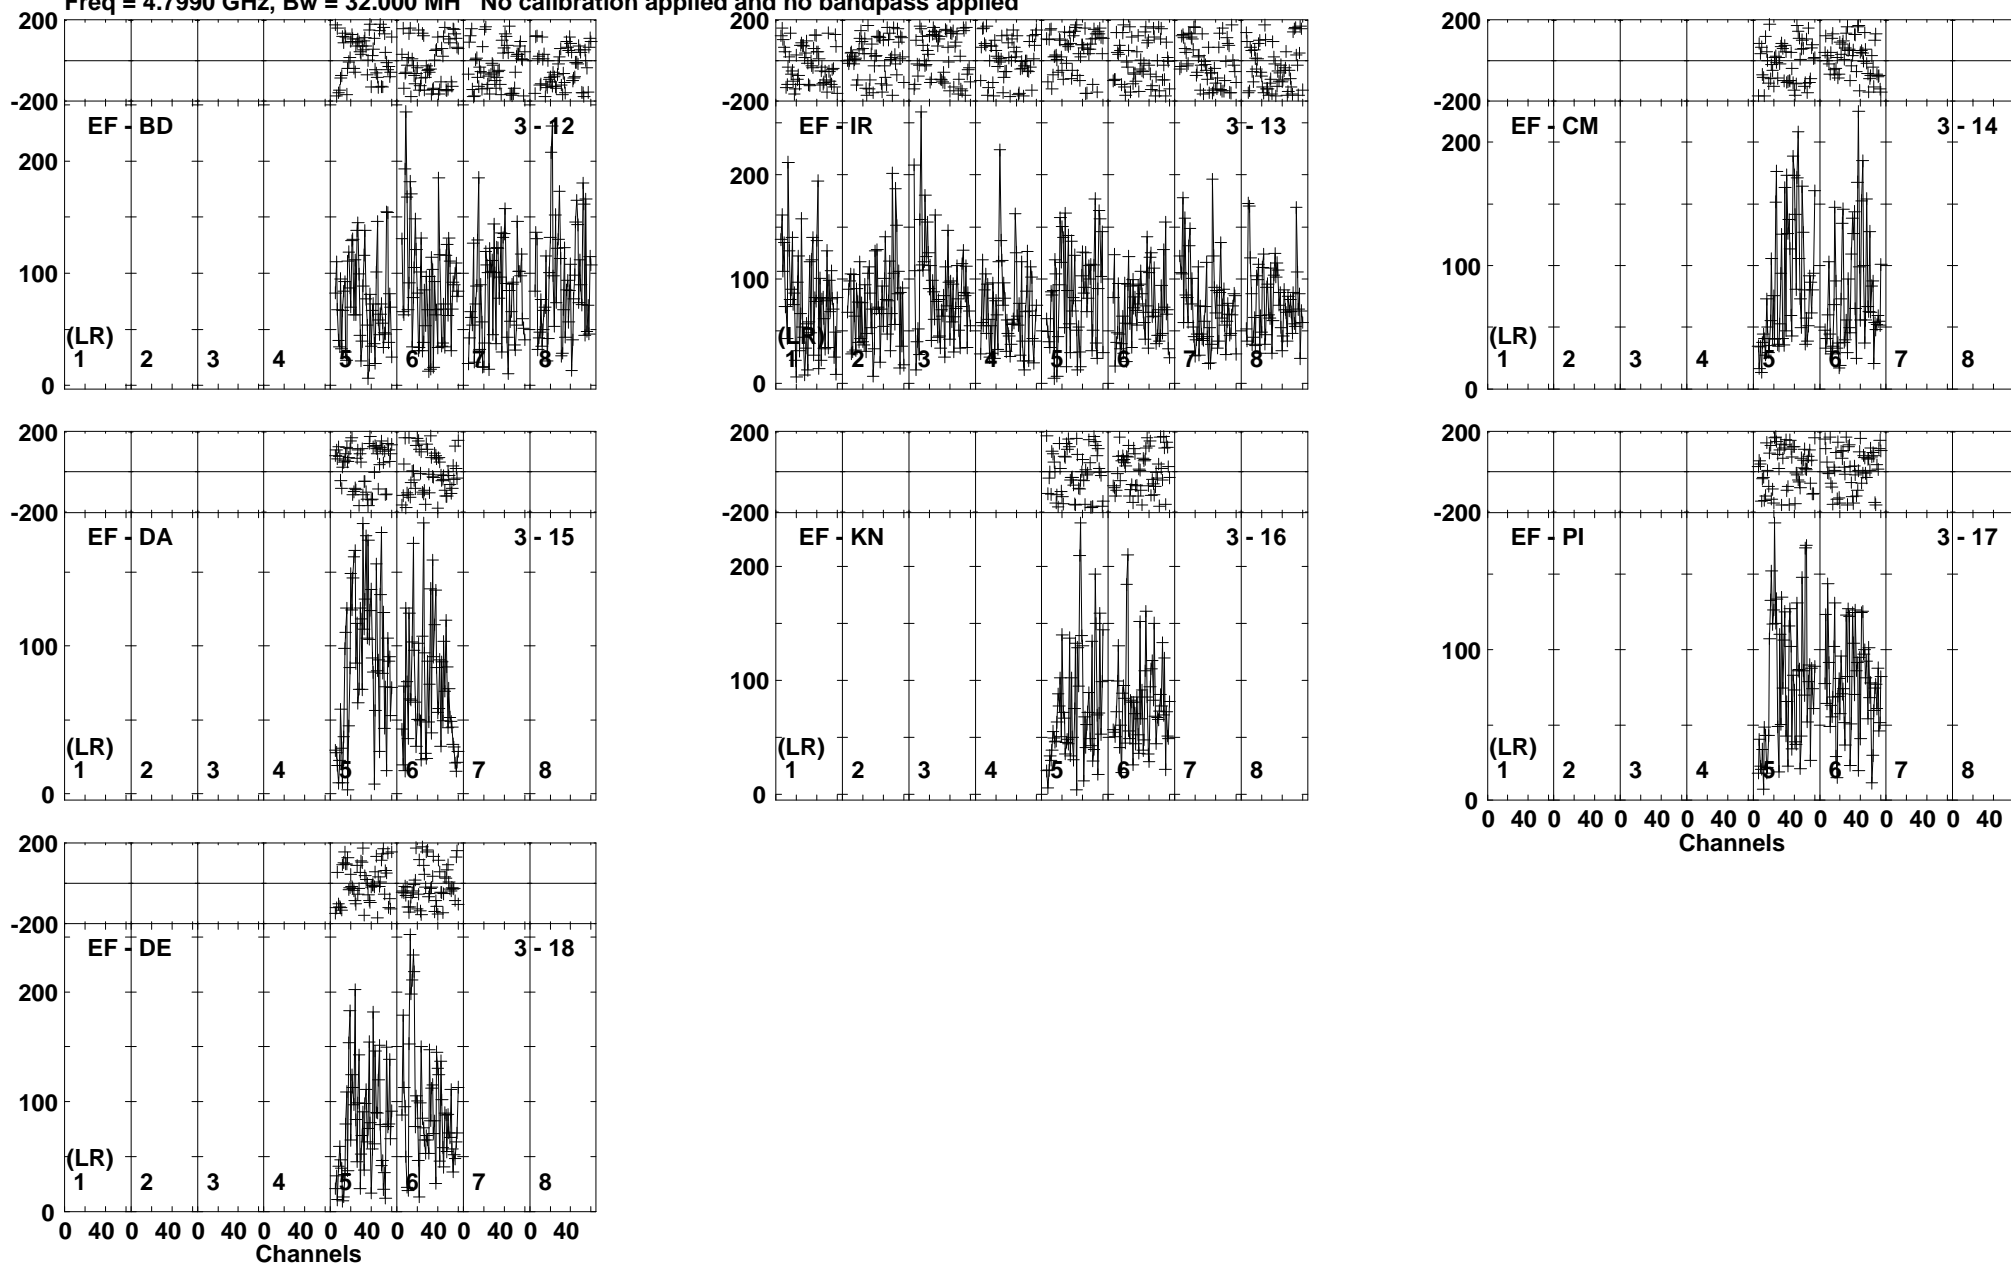 Freq = 4.7990 GHz, Bw = 32.000 MH No calibration applied and no bandpass applied
200
-200
EF - BD 3 - 12
200
100
(LR)
1 2 3 4 5 6 7 8
0
200
-200
EF - IR 3 - 13
200
100
(LR)
1 2 3 4 5 6 7 8
0
200
-200
EF - CM 3 - 14
200
100
(LR)
1 2 3 4 5 6 7 8
0
200
-200
EF - DA 3 - 15
100
(LR)
1 2 3 4 5 6 7 8
0
200
-200
EF - KN 3 - 16
200
100
(LR)
1 2 3 4 5 6 7 8
0
200
-200
EF - PI 3 - 17
100
(LR)
1 2 3 4 5 6 7 8
0
0 40 0 40 0 40 0 40 0 40 0 40 0 40 0 40
Channels
200
-200
EF - DE 3 - 18
200
100
(LR)
1 2 3 4 5 6 7 8
0
0 40 0 40 0 40 0 40 0 40 0 40 0 40 0 40
Channels